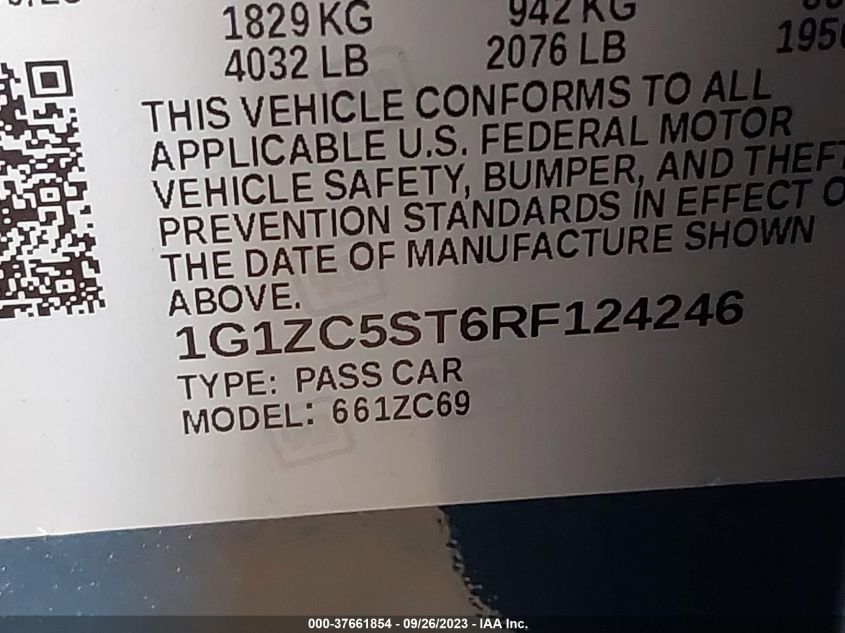 1829 KG 942 KG
4032 LB 2076 LB 195
THIS VEHICLE CONFORMS TO ALL
APPLICABLE U.S. FEDERAL MOTOR
VEHICLE SAFETY, BUMPER, AND THEFT
PREVENTION STANDARDS IN EFFECT O
THE DATE OF MANUFACTURE SHOWN
ABOVE.
1G1ZC5ST6RF124246
TYPE: PASS CAR
MODEL: 661ZC69
000-37661854 - 09/26/2023 - IAA Inc.